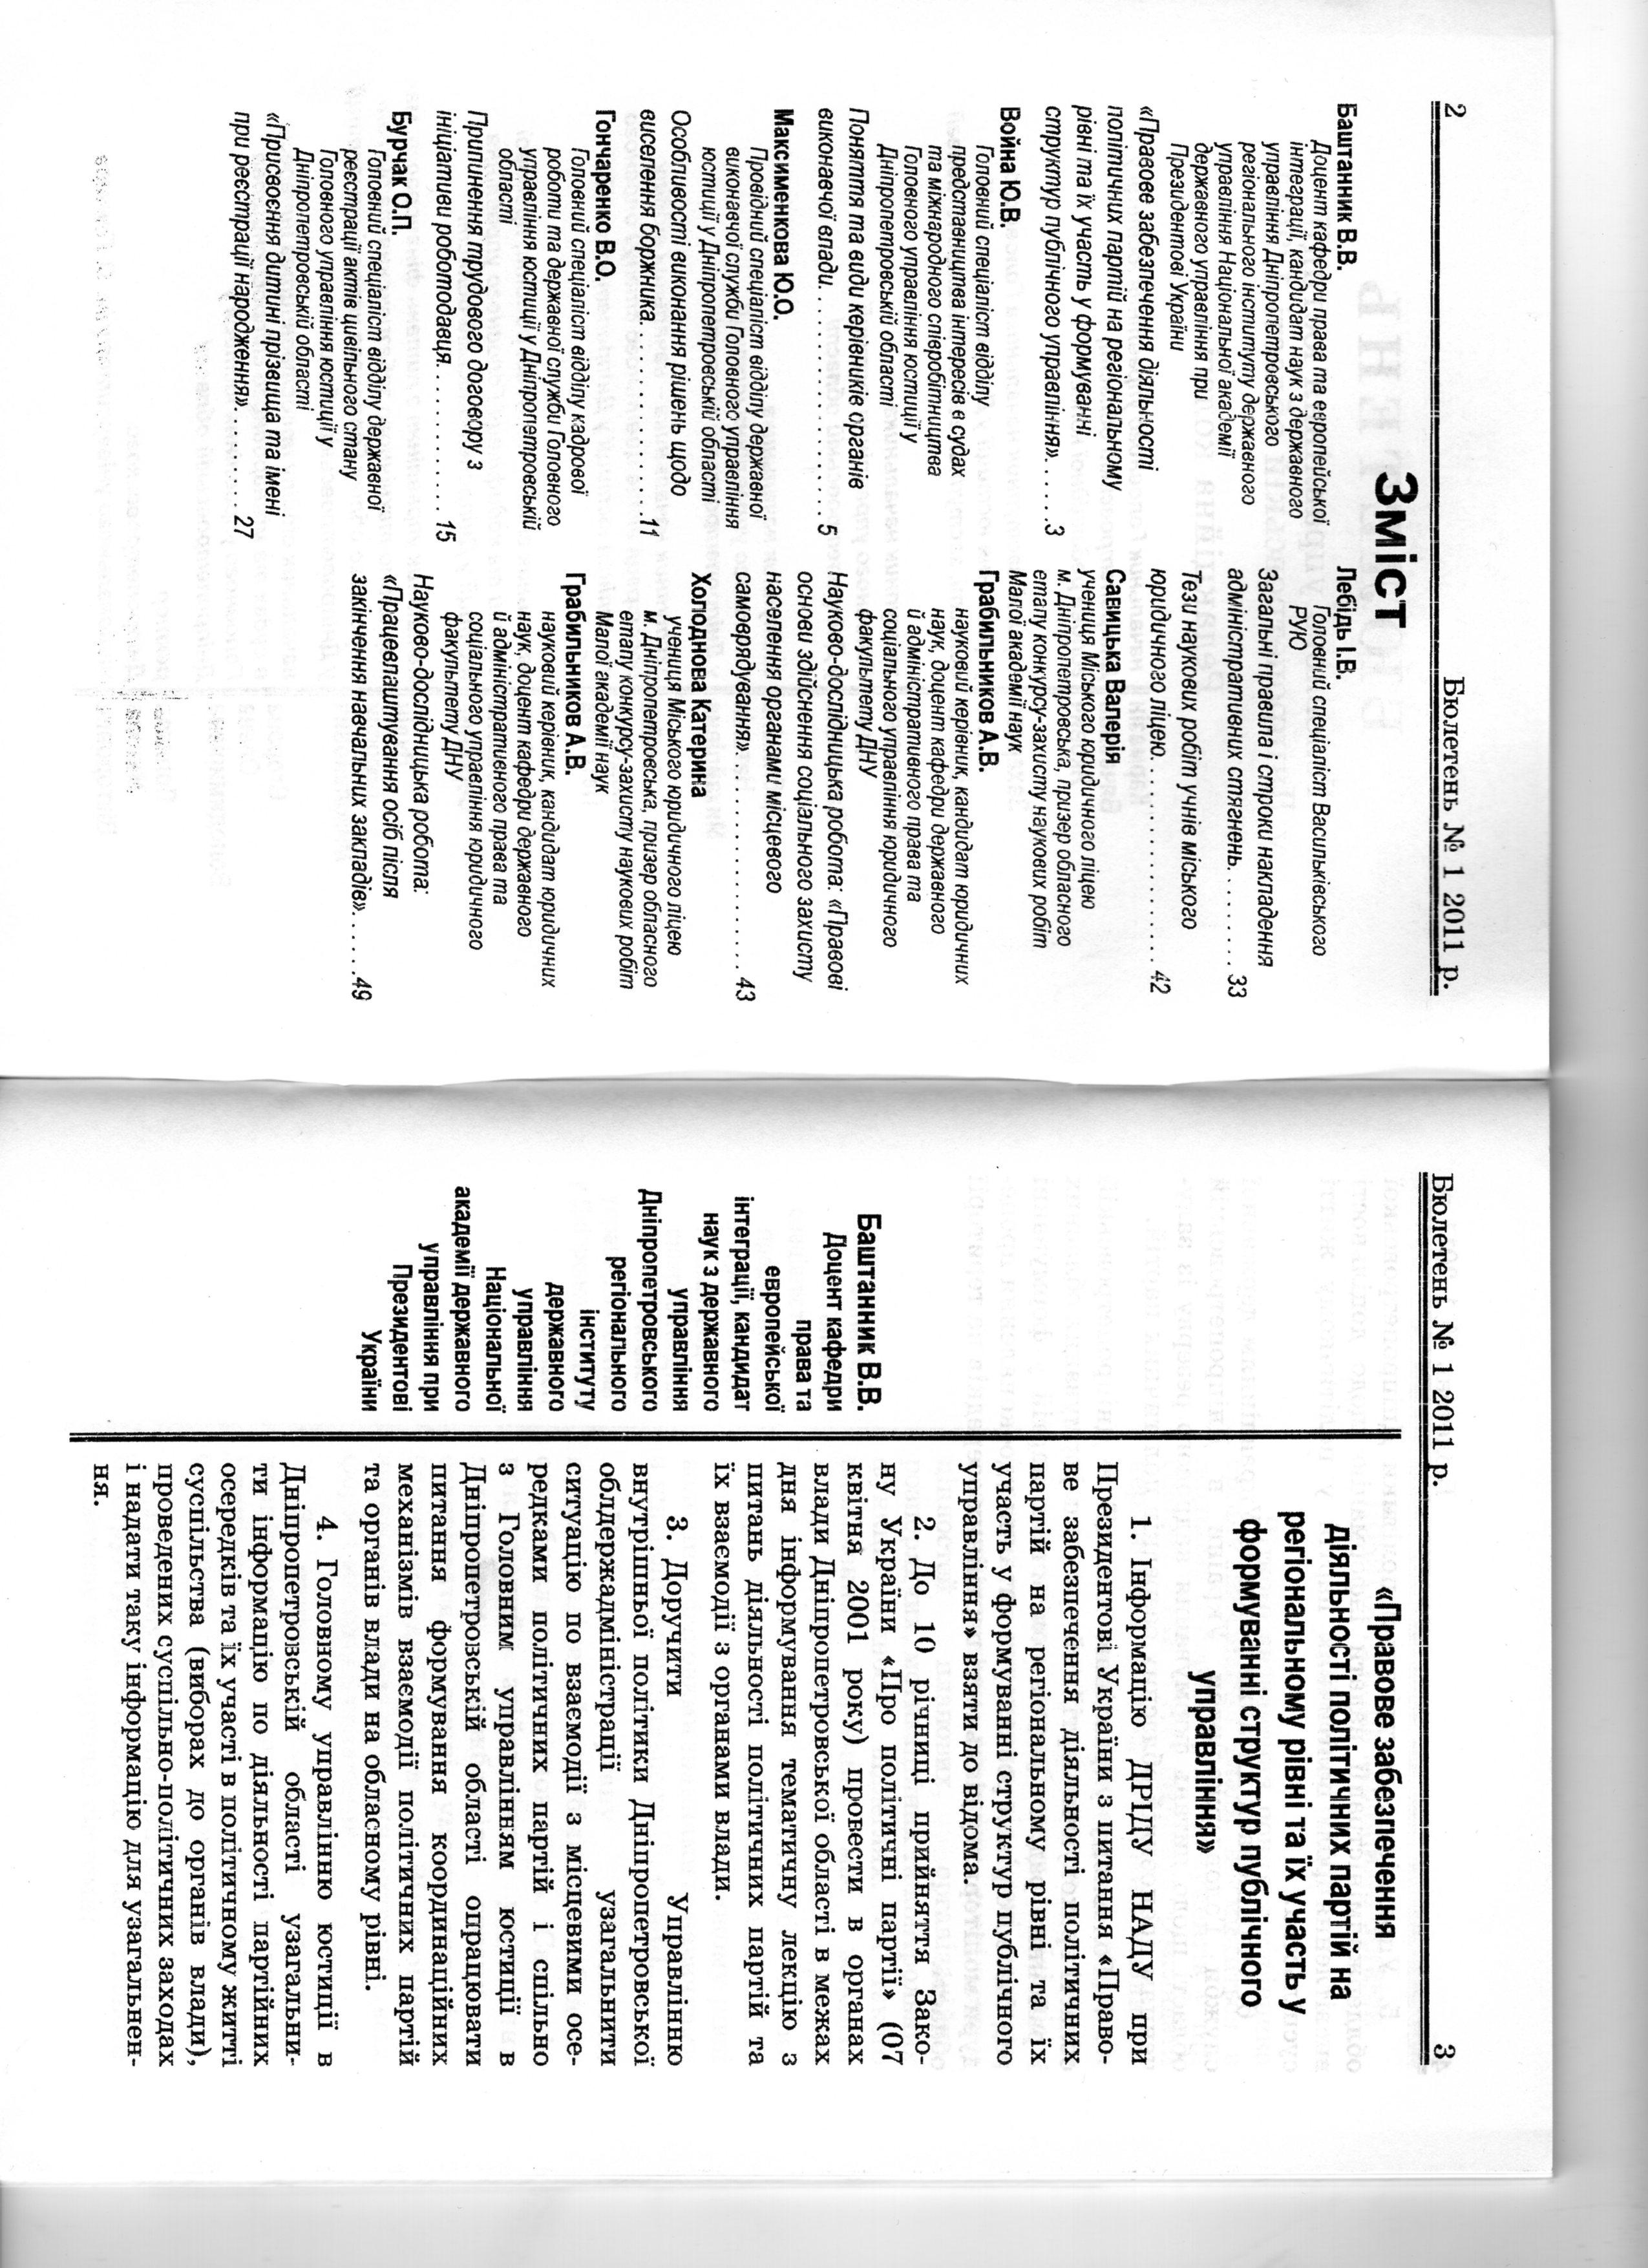 2
Бюлетень № 1 2011 р.
Зміст
Баштанник В.В.
Доцент кафедри права та європейської
інтеграції, кандидат наук з державного
управління Дніпропетровського
регіонального інституту державного
управління Національної академії
державного управління при
Президентові України
«Правове забезпечення діяльності
політичних партій на регіональному
рівні та їх участь у формуванні
структур публічного управління». . . . .3
Война Ю.В.
Головний спеціаліст відділу
представництва інтересів в судах
та міжнародного співробітництва
Головного управління юстиції у
Дніпропетровській області
Поняття та види керівників органів
виконавчої влади. . . . . . . . . . . . . . . . . . . 5
Максименкова Ю.О.
Провідний спеціаліст відділу державної
виконавчої служби Головного управління
юстиції у Дніпропетровській області
Особливості виконання рішень щодо
виселення боржника. . . . . . . . . . . . . . . .11
Гончаренко В.О.
Головний спеціаліст відділу кадрової
роботи та державної служби Головного
управління юстиції у Дніпропетровській
області
Припинення трудового договору з
ініціативи роботодавця. . . . . . . . . . . . . 15
Бурчак О.П.
Головний спеціаліст відділу державної
реєстрації актів цивільного стану
Головного управління юстиції у
Дніпропетровській області
«Присвоєння дитині прізвища та імені
при реєстрації народження». . . . . . . . 27
Лебідь І.В.
Головний спеціаліст Васильківського
РУЮ
Загальні правила і строки накладення
адміністративних стягнень. . . . . . . . . 33
Тези наукових робіт учнів міського
юридичного ліцею. . . . . . . . . . . . . . . . . 42
Савицька Валерія
учениця Міського юридичного ліцею
м. Дніпропетровська, призер обласного
етапу конкурсу-захисту наукових робіт
Малої академії наук
Грабильников А.В.
науковий керівник, кандидат юридичних
наук, доцент кафедри державного
й адміністративного права та
соціального управління юридичного
факультету ДНУ
Науково-дослідницька робота: «Правові
основи здійснення соціального захисту
населення органами місцевого
самоврядування». . . . . . . . . . . . . . . . . . 43
Хологднова Катерина
учениця Міського юридичного ліцею
м. Дніпропетровська, призер обласного
етапу конкурсу-захисту наукових робіт
Малої академії наук
Грабильников А.В.
науковий керівник, кандидат юридичних
наук, доцент кафедри державного
й адміністративного права та
соціального управління юридичного
факультету ДНУ
Науково-дослідницька робота:
«Працевлаштування осіб після
закінчення навчальних закладів». . . . .49
Бюлетень № 1 2011 р.
3
Баштанник В.В.
Доцент кафедри
права та
європейської
інтеграції, кандидат
наук з державного
управління
Дніпропетровського
регіонального
інституту
державного
управління
Національної
академії державного
управління при
Президентові
України
«Правове забезпечення
діяльності політичних партій на
регіональному рівні та їх участь у
формуванні структур публічного
управління»
1. Інформацію ДРІДУ НАДУ при
Президентові України з питання «Право-
ве забезпечення діяльності політичних
партій на регіональному рівні та їх
участь у формуванні структур публічного
управління» взяти до відома.
2. До 10 річниці прийняття Зако-
ну України «Про політичні партії» (07
квітня 2001 року) провести в органах
влади Дніпропетровської області в межах
дня інформування тематичну лекцію з
питань діяльності політичних партій та
їх взаємодії з органами влади.
3. Доручити Управлінню
внутрішньої політики Дніпропетровської
облдержадміністрації узагальнити
ситуацію по взаємодії з місцевими осе-
редками політичних партій і спільно
з Головним управлінням юстиції в
Дніпропетровській області опрацювати
питання формування координаційних
механізмів взаємодії політичних партій
та органів влади на обласному рівні.
4. Головному управлінню юстиції в
Дніпропетровській області узагальни-
ти інформацію по діяльності партійних
осередків та їх участі в політичному житті
суспільства (виборах до органів влади),
проведених суспільно-політичних заходах
і надати таку інформацію для узагальнен-
ня.